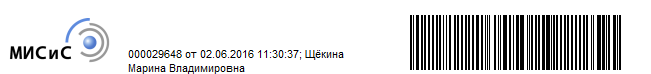 МИСиС
000029648 от 02.06.2016 11:30:37; Щёкина
Марина Владимировна